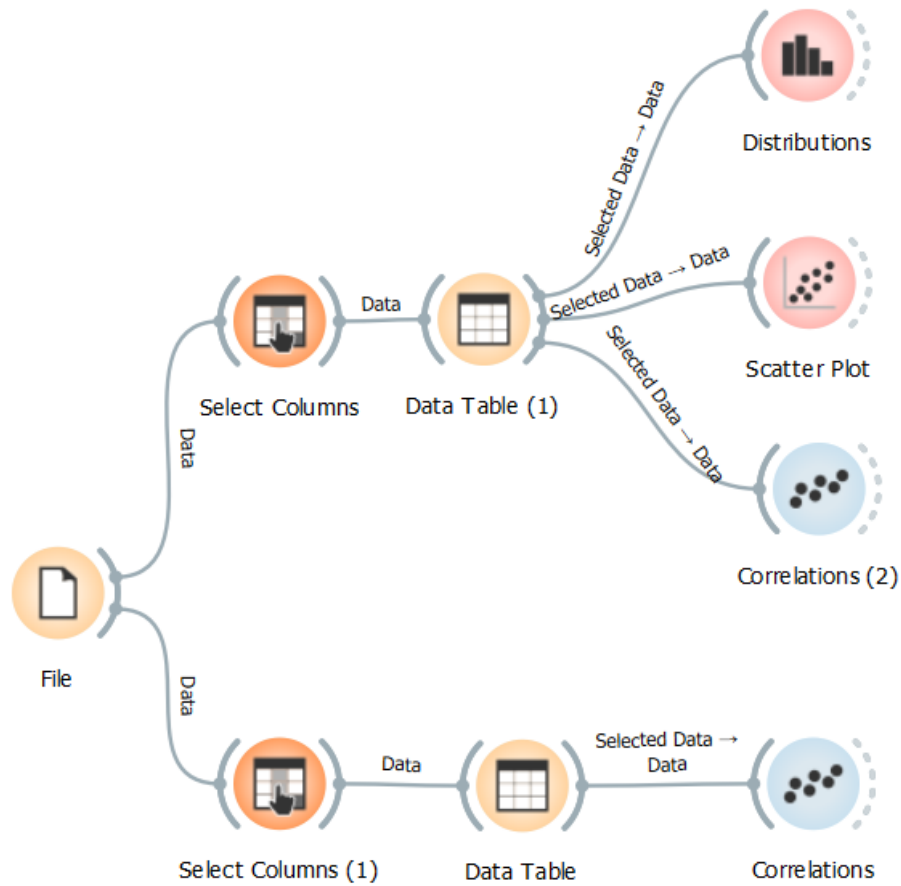 Selected Data → Data
Distributions
Selected Data → Data
Scatter Plot
Data
Select Columns
Data Table (1)
Selected Data → Data
Data
Correlations (2)
File
Data
Data
Selected Data →
Data
Select Columns (1)
Data Table
Correlations